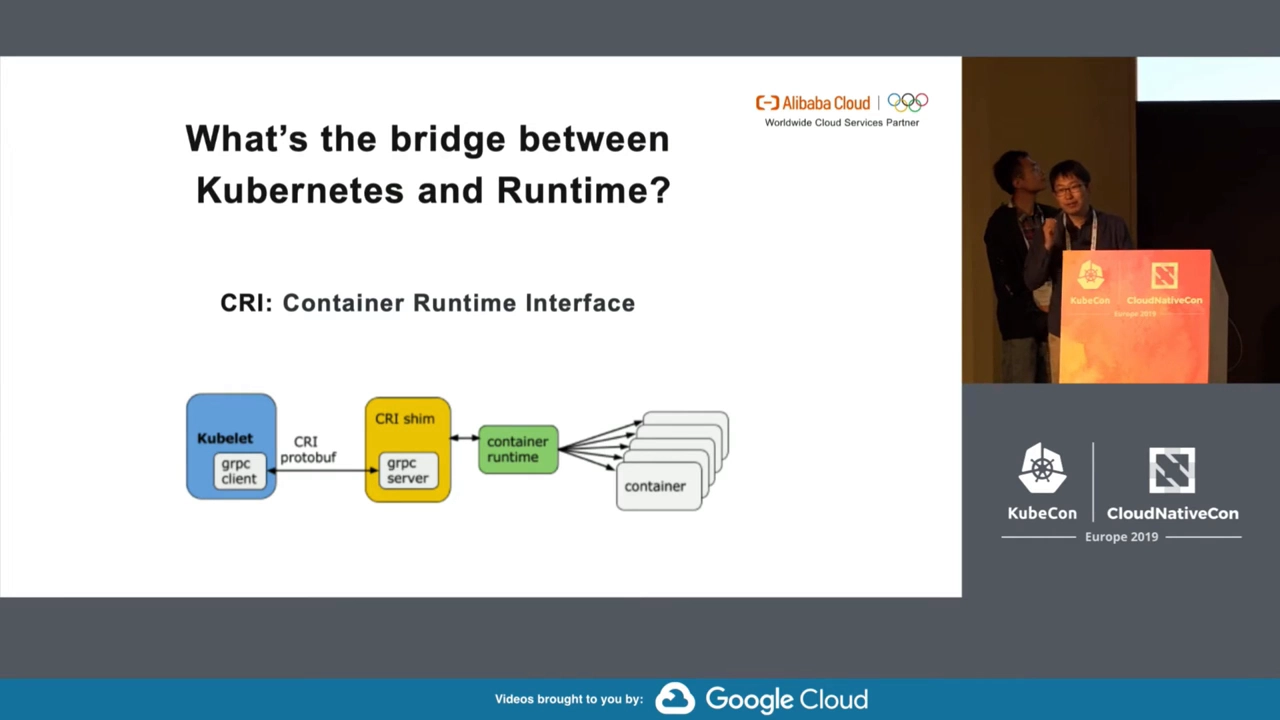 Alibaba Cloud
Worldwide Cloud Services Partner
What's the bridge between
Kubernetes and Runtime?
CRI: Container Runtime Interface
Kubelet
grpc
client
CRI
protobuf
CRI shim
grpc
server
container
runtime
container
KubeCon
CloudNativeCon
Europe 2019
KubeCon
CloudNativeCon
Europe 2019
Videos brought to you by:
Google Cloud